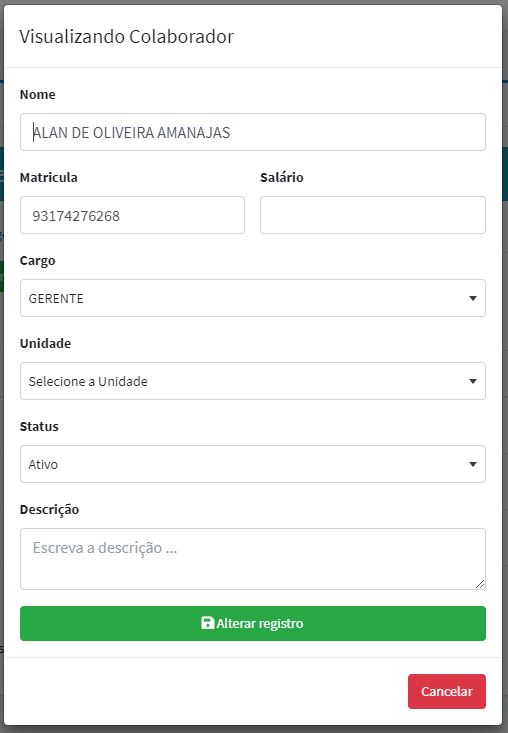 Visualizando Colaborador
Nome
ALAN DE OLIVEIRA AMANAJAS
Matricula
Salário
93174276268
Cargo
GERENTE
Unidade
Selecione a Unidade
Status
Ativo
Descrição
Escreva a descrição ...
Alterar registro
Cancelar